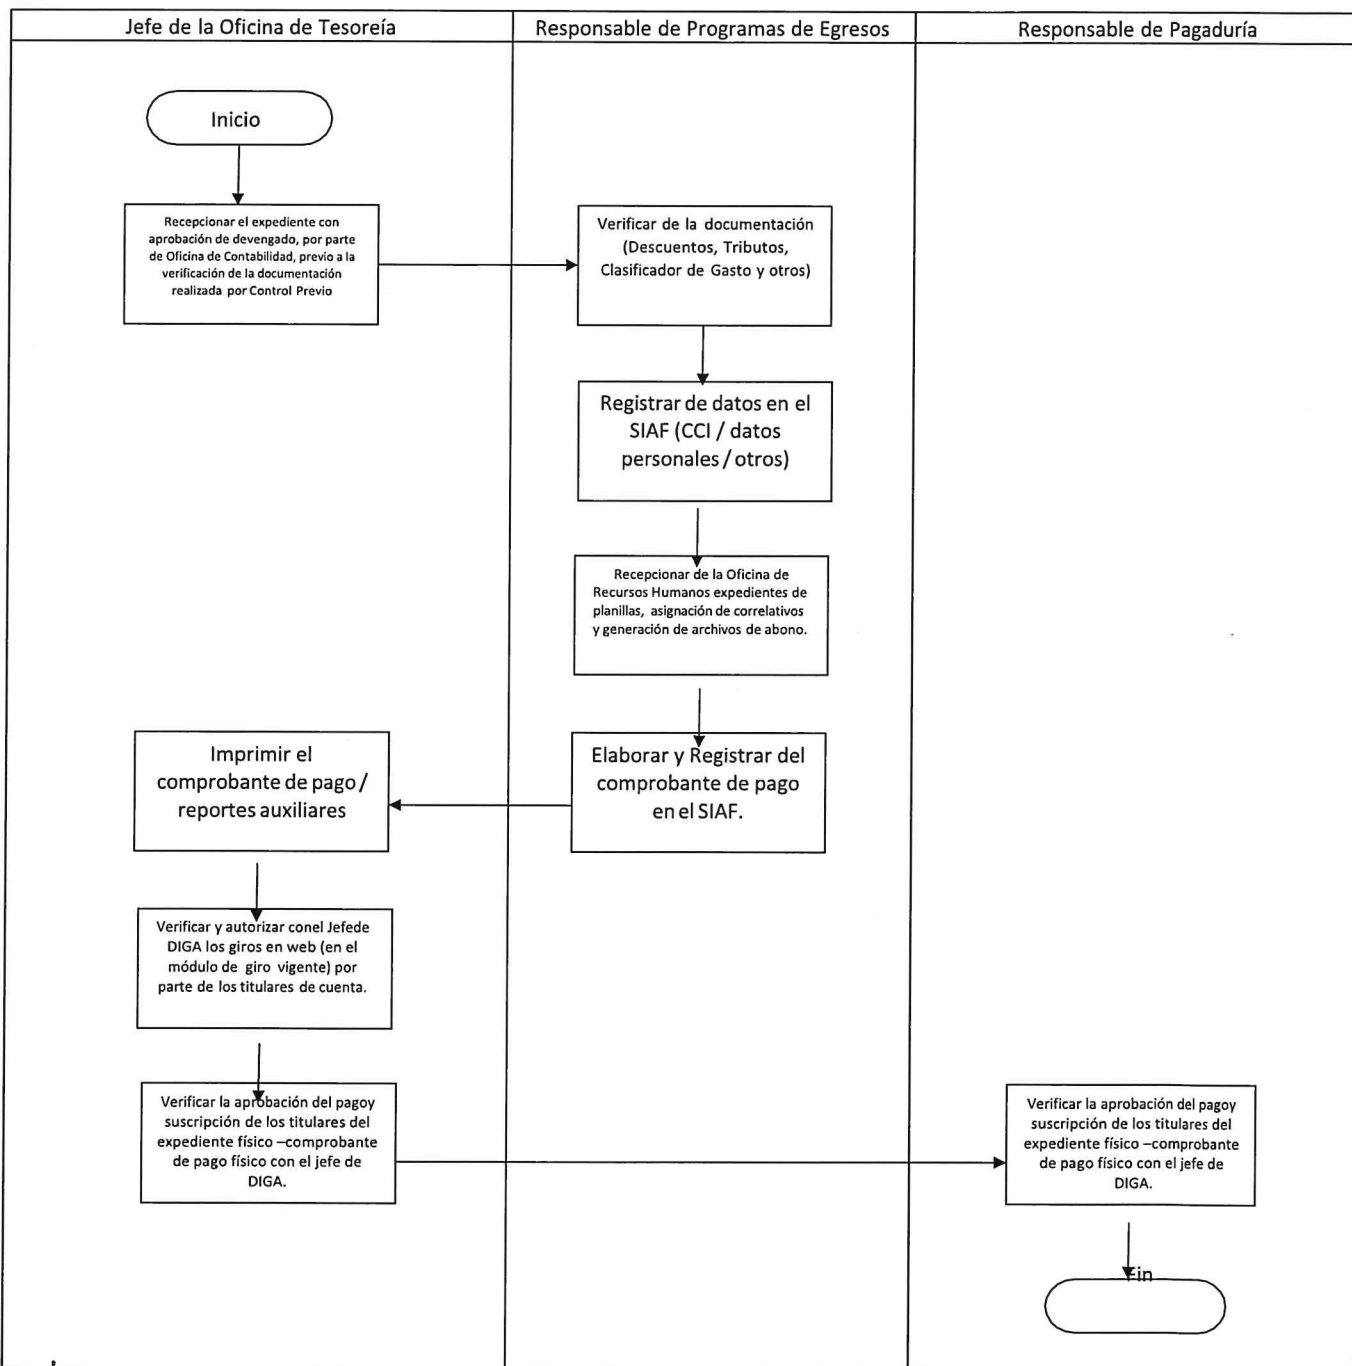 Jefe de la Oficina de Tesoreía
Responsable de Programas de Egresos
Responsable de Pagaduría
Inicio
Recepcionar el expediente con
aprobación de devengado, por parte
de Oficina de Contabilidad, previo a la
verificación de la documentación
realizada por Control Previo
Verificar de la documentación
(Descuentos, Tributos,
Clasificador de Gasto y otros)
Registrar de datos en el
SIAF (CCI / datos
personales / otros)
Recepcionar de la Oficina de
Recursos Humanos expedientes de
planillas, asignación de correlativos
y generación de archivos de abono.
Elaborar y Registrar del
comprobante de pago
en el SIAF.
Imprimir el
comprobante de pago /
reportes auxiliares
Verificar y autorizar conel Jefede
DIGA los giros en web (en el
módulo de giro vigente) por
parte de los titulares de cuenta.
Verificar la aprobación del pagoy
suscripción de los titulares del
expediente físico –comprobante
de pago físico con el jefe de
DIGA.
Verificar la aprobación del pagoy
suscripción de los titulares del
expediente físico –comprobante
de pago físico con el jefe de
DIGA.
Fin